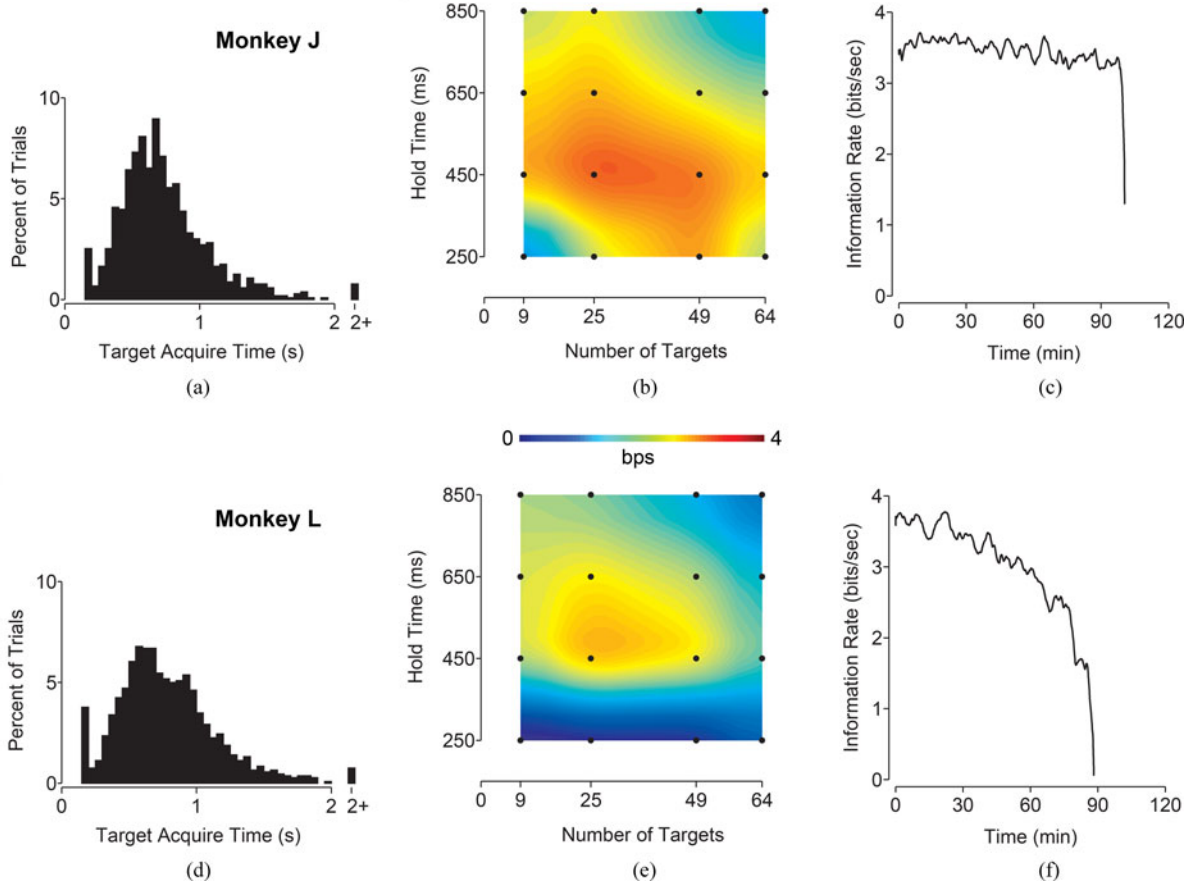 Monkey J
10
5
0
Percent of Trials
0 1 2 2+
Target Acquire Time (s)
(a)
850
650
450
250
Hold Time (ms)
0 9 25 49 64
Number of Targets
(b)
4
3
2
1
0
Information Rate (bits/sec)
0 30 60 90 120
Time (min)
(c)
0 4
bps
Monkey L
10
5
0
Percent of Trials
0 1 2 2+
Target Acquire Time (s)
(d)
850
650
450
250
Hold Time (ms)
0 9 25 49 64
Number of Targets
(e)
4
3
2
1
0
Information Rate (bits/sec)
0 30 60 90 120
Time (min)
(f)